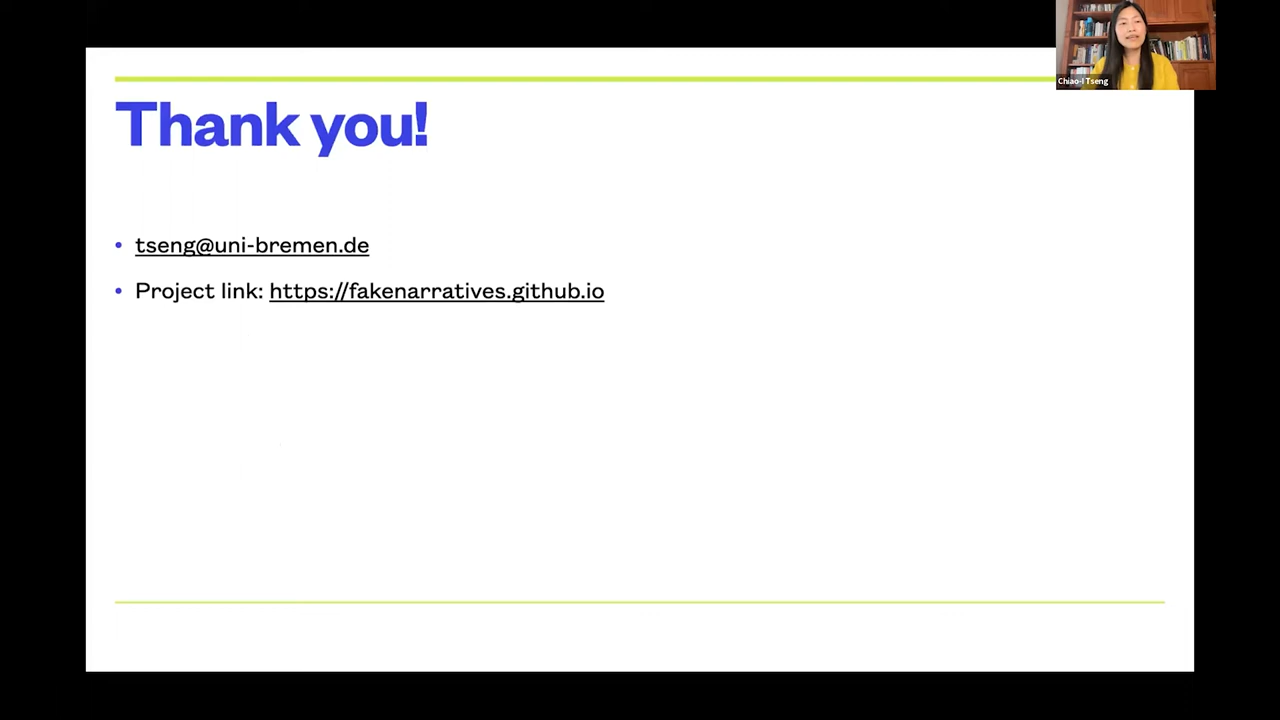 Chiao-I Tseng
Thank you!
• tseng@uni-bremen.de
• Project link: https://fakenarratives.github.io